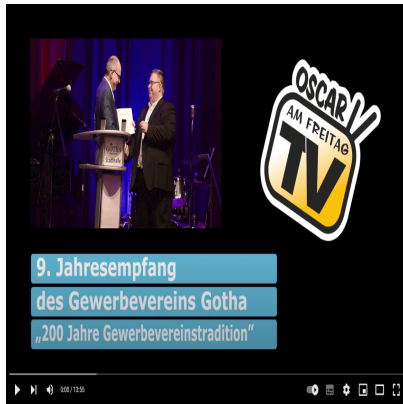 OSCAR
AM FREITAG
TV
9. Jahresempfang
des Gewerbevereins Gotha
„200 Jahre Gewerbevereinstradition"
0:00 / 13:55